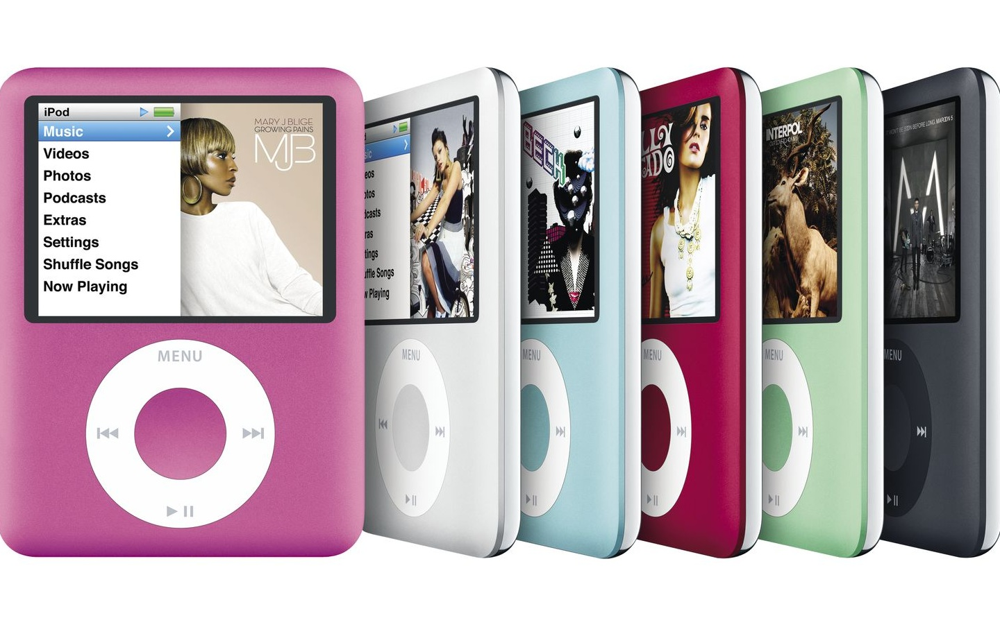 iPod
Music
Videos
Photos
Podcasts
Extras
Settings
Shuffle Songs
Now Playing
MARY J BLIGE
GROWING PAINS
MJB
MENU
sic
eos
otos
dcasts
ras
tings
uffle Songs
w Playing
MENU
BECK
MENU
LLY
ADO
MENU
INTERPOL
MENU
IT WON'T BE SOON BEFORE LONG. MAROON 5
M
MENU